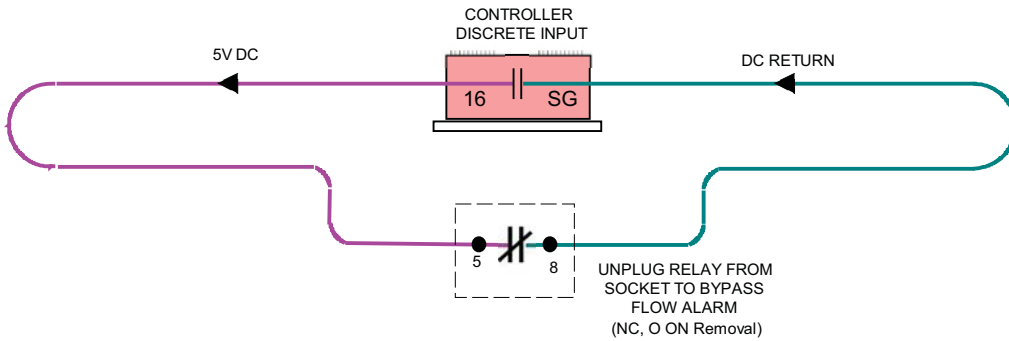 CONTROLLER
DISCRETE INPUT
5V DC
DC RETURN
16
SG
5
8
UNPLUG RELAY FROM
SOCKET TO BYPASS
FLOW ALARM
(NC, O ON Removal)